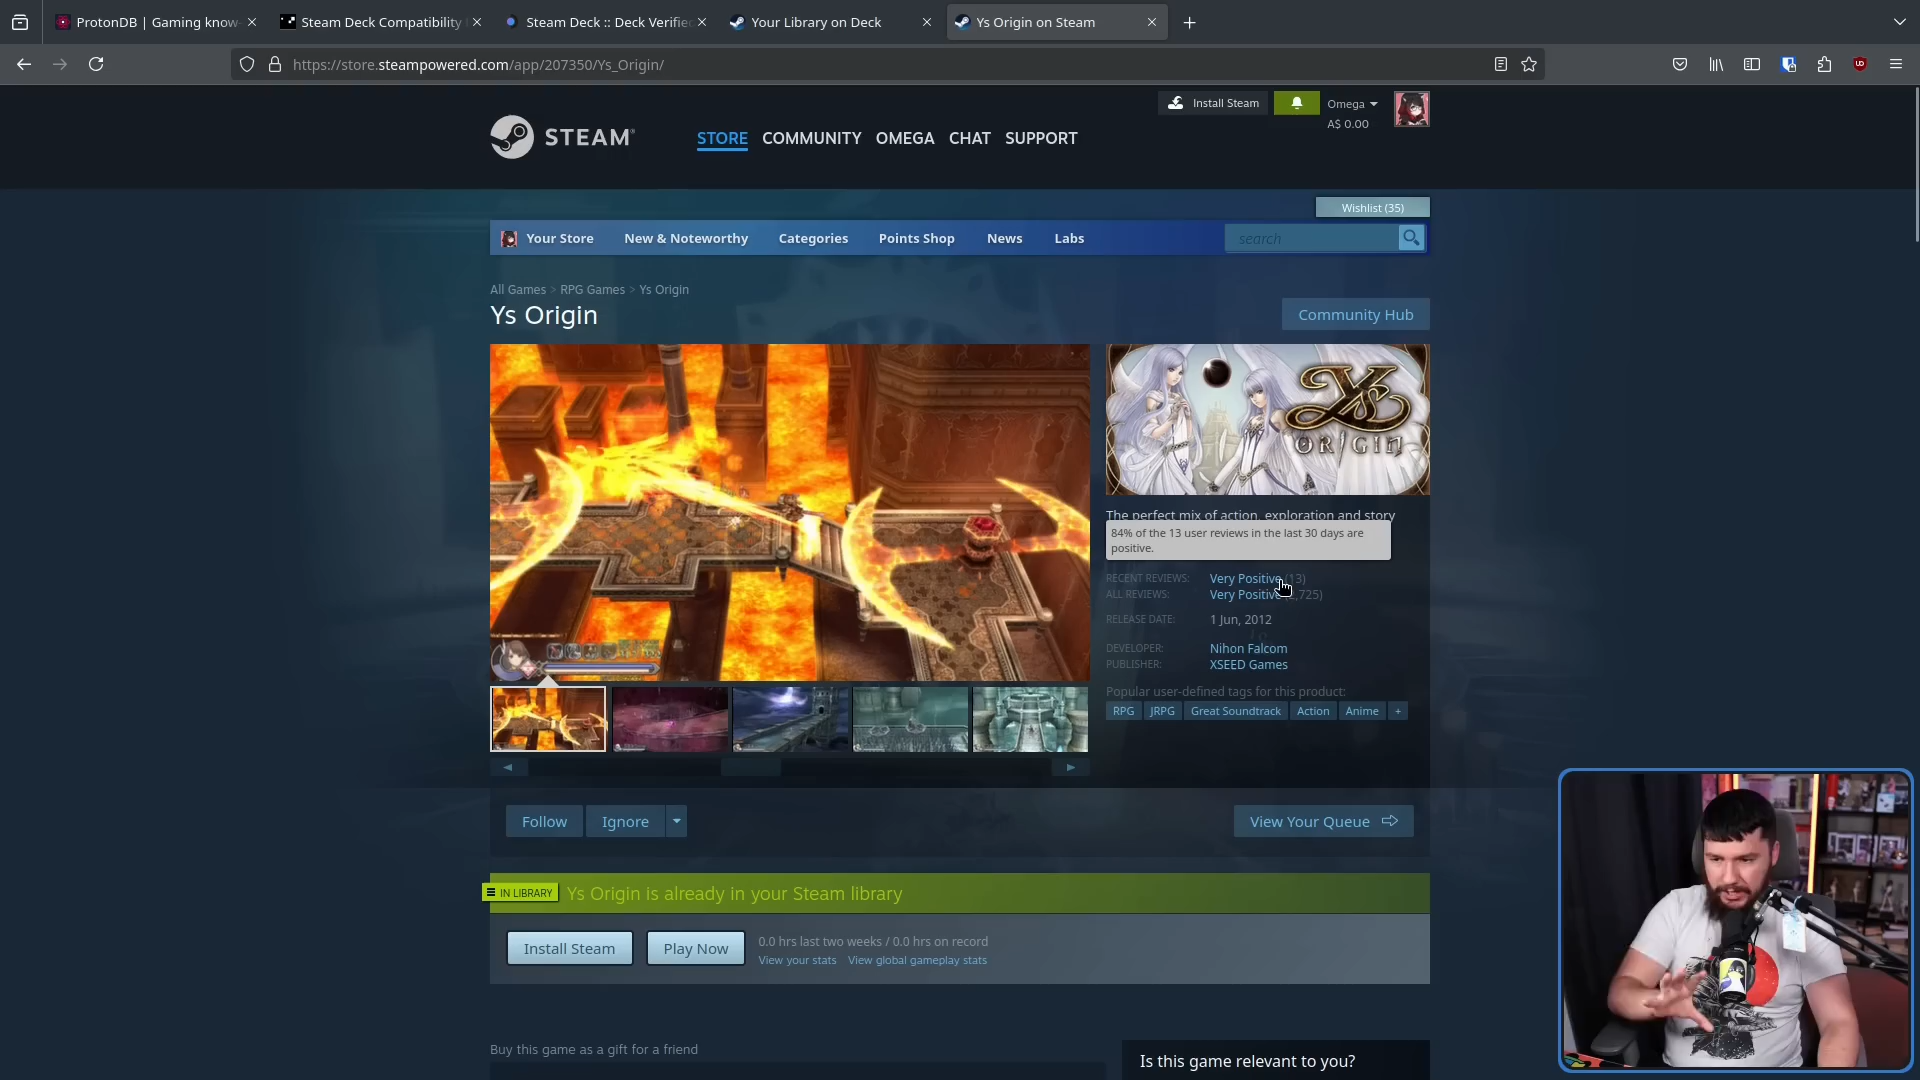 ProtonDB | Gaming know
Steam Deck Compatibility
Steam Deck :: Deck Verifie
Your Library on Deck
Ys Origin on Steam
https://store.steampowered.com/app/207350/Ys_Origin/
Install Steam
Omega
A$ 0.00
STEAM
STORE COMMUNITY OMEGA CHAT SUPPORT
Wishlist (35)
Your Store New & Noteworthy Categories Points Shop News Labs
search
All Games > RPG Games > Ys Origin
Ys Origin
Community Hub
Ys
ORIGIN
The perfect mix of action, exploration and story
84% of the 13 user reviews in the last 30 days are
positive.
RECENT REVIEWS: Very Positive (13)
ALL REVIEWS: Very Positive ,725)
RELEASE DATE: 1 Jun, 2012
DEVELOPER: Nihon Falcom
PUBLISHER: XSEED Games
Popular user-defined tags for this product:
RPG JRPG Great Soundtrack Action Anime +
Follow
Ignore
View Your Queue
IN LIBRARY
Ys Origin is already in your Steam library
Install Steam
Play Now
0.0 hrs last two weeks / 0.0 hrs on record
View your stats View global gameplay stats
Buy this game as a gift for a friend
Is this game relevant to you?